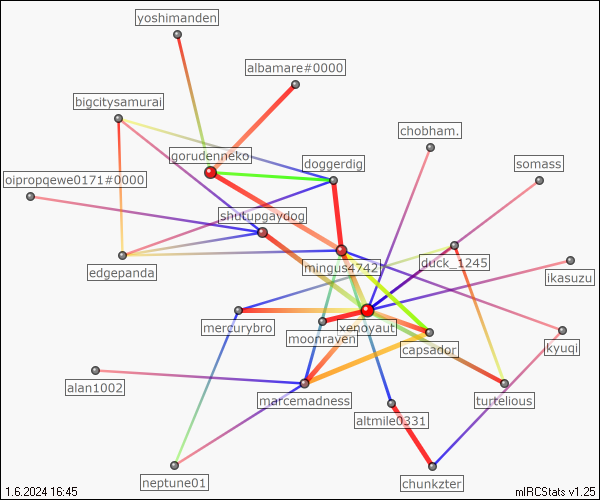 yoshimanden
albamare#0000
bigcitysamurai
chobham.
gorudenneko
doggerdig
somass
oipropqewe0171#0000
shutupgaydog
edgepanda
mingus4742
duck_1245
ikasuzu
mercurybro
xenoyaut
moonraven
capsador
kyuqi
alan1002
marcemadness
turtelious
altmile0331
neptune01
chunkzter
1.6.2024 16:45
mIRCStats v1.25